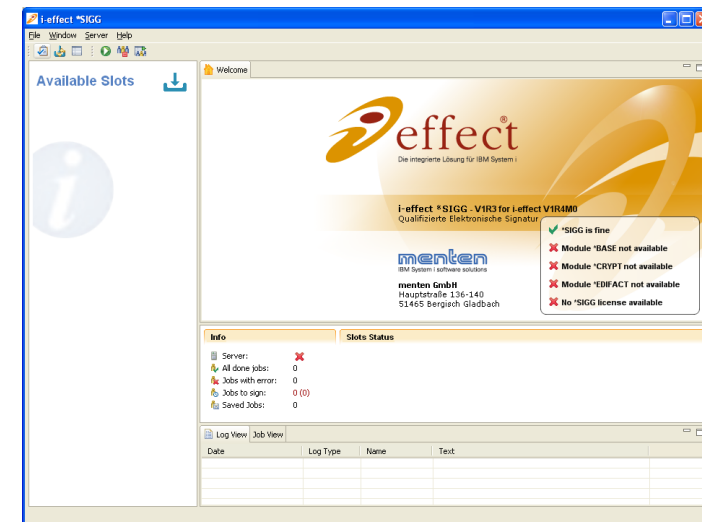 i-effect *SIGG
File Window Server Help
Available Slots
Welcome
effect®
Die integrierte Lösung für IBM System i
i-effect *SIGG - V1R3 for i-effect V1R4M0
Qualifizierte Elektronische Signatur
*SIGG is fine
Module *BASE not available
Module *CRYPT not available
Module *EDIFACT not available
No *SIGG license available
menten
IBM System i software solutions
menten GmbH
Hauptstraße 136-140
51465 Bergisch Gladbach
Info Slots Status
Server:
All done jobs: 0
Jobs with error: 0
Jobs to sign: 0 (0)
Saved Jobs: 0
Log View Job View
Date Log Type Name Text